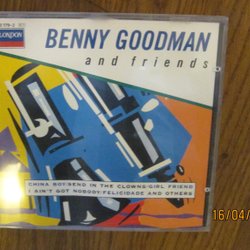 LONDON
BENNY GOODMAN
and friends
CHINA BOY/SEND IN THE CLOWNS/GIRL FRIEND
I AIN'T GOT NOBODY/FELICIDADE AND OTHERS
16/04/